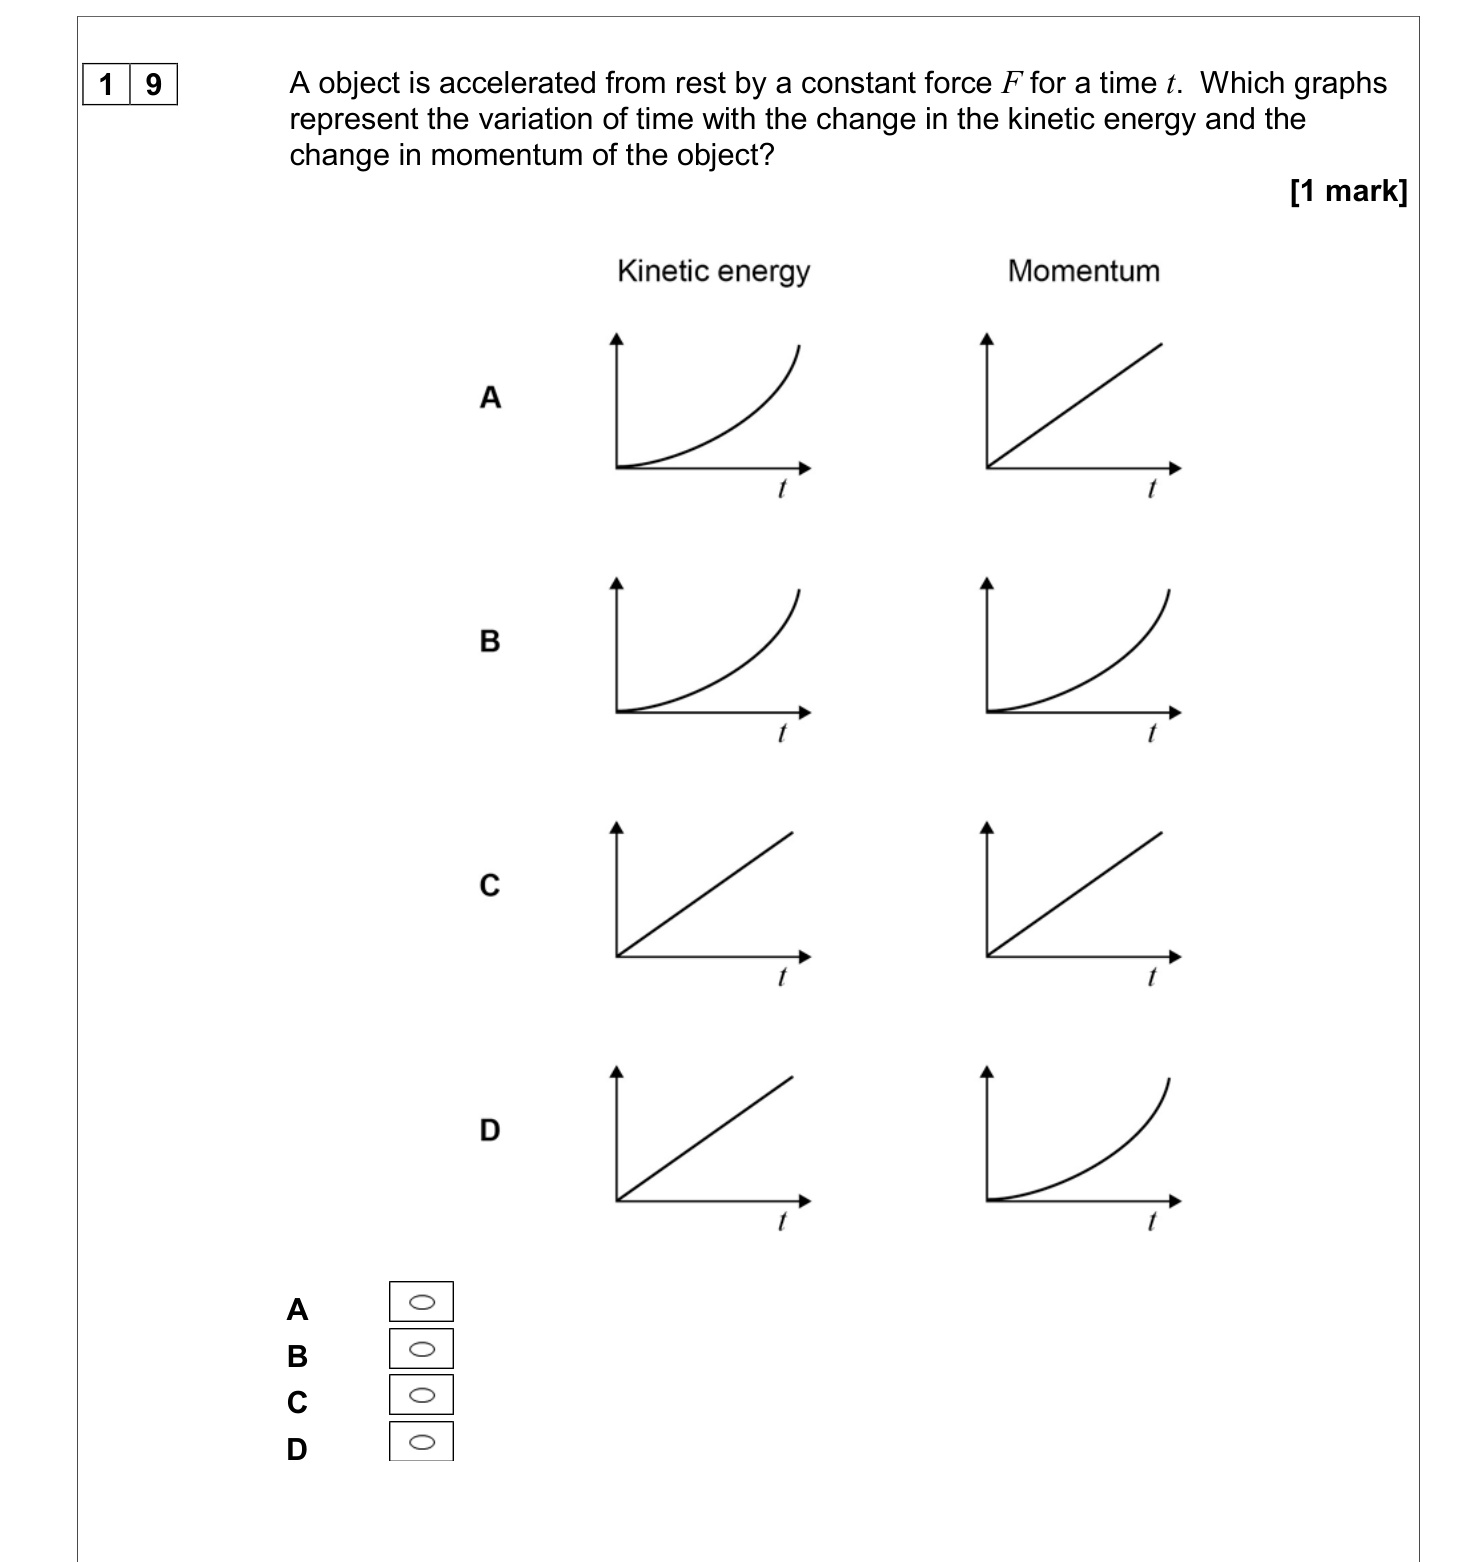 1 9
A object is accelerated from rest by a constant force F for a time t. Which graphs
represent the variation of time with the change in the kinetic energy and the
change in momentum of the object?
[1 mark]
Kinetic energy Momentum
A
t t
B
t t
C
t t
D
t t
A
B
C
D